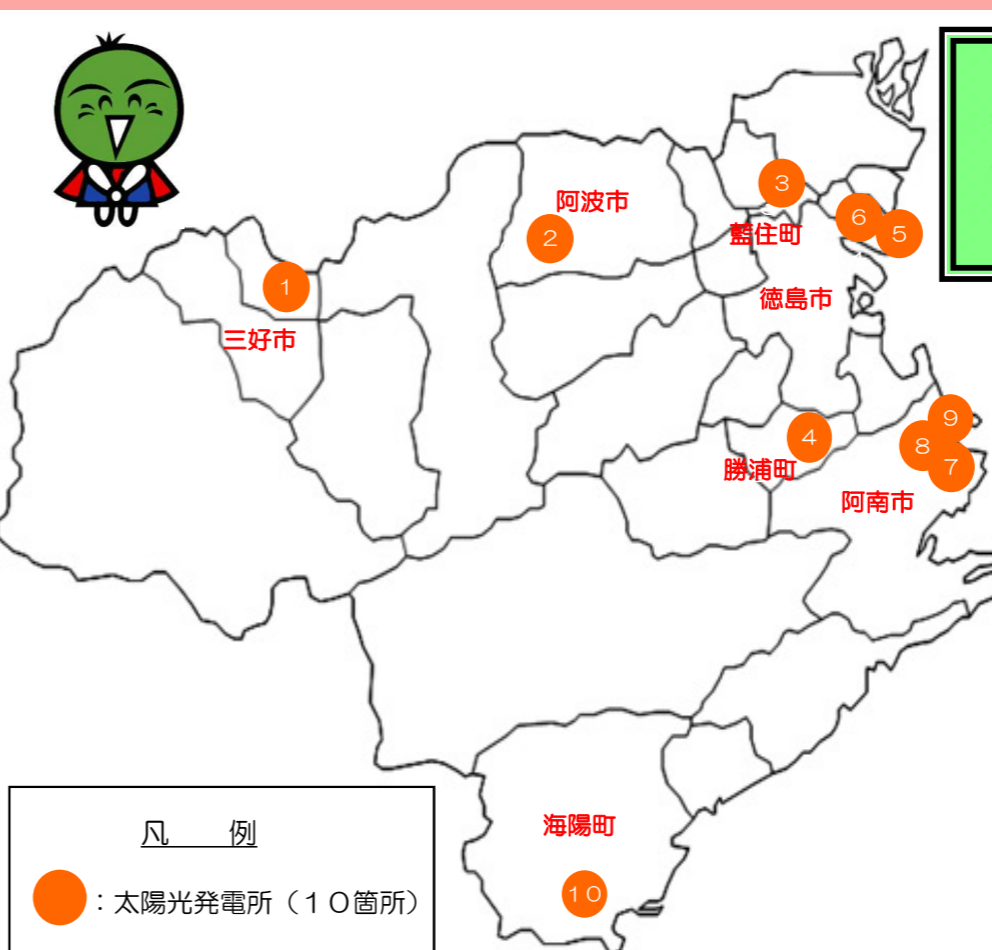 ３
阿波市
６
２
藍住町
５
１
徳島市
三好市
９
４
８
勝浦町
７
阿南市
海陽町
１０
凡　例
：太陽光発電所（１０箇所）